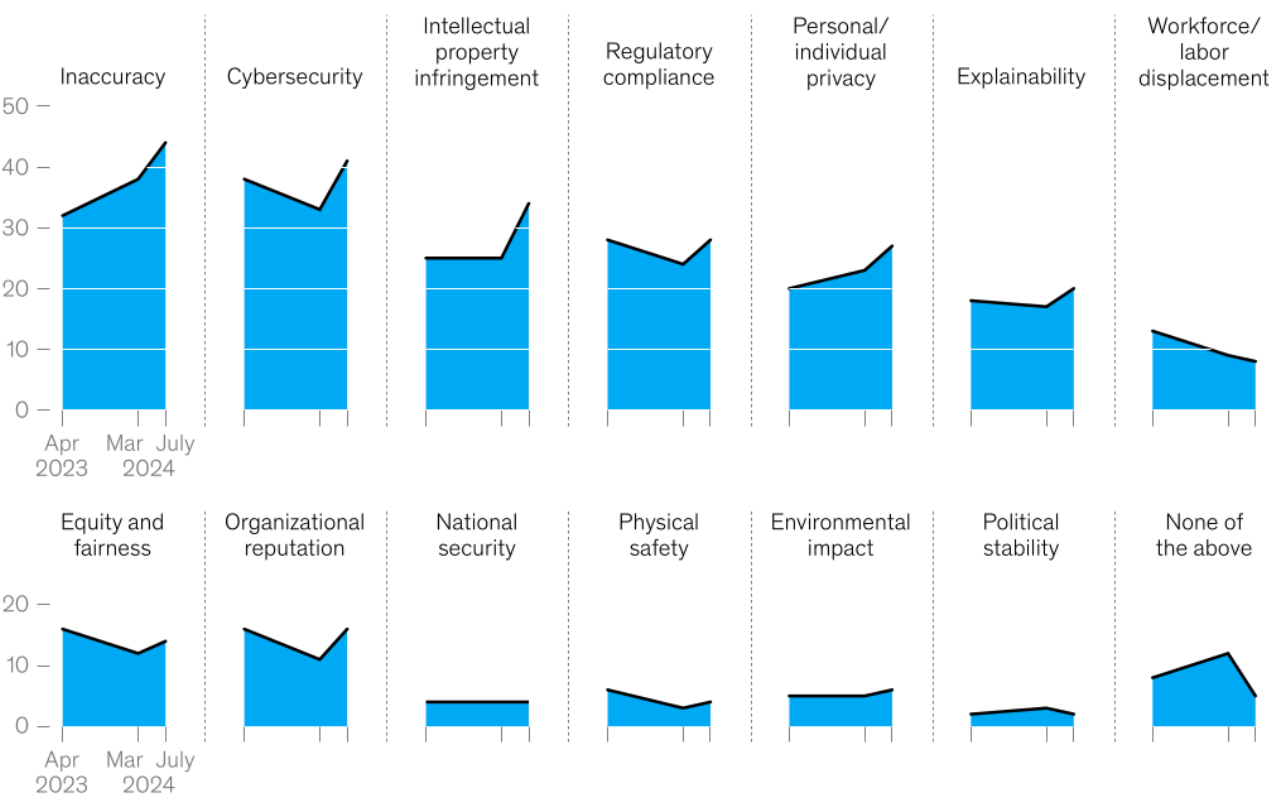 Inaccuracy
Cybersecurity
Intellectual
property
infringement
Regulatory
compliance
Personal/
individual
privacy
Explainability
Workforce/
labor
displacement
50
40
30
20
10
0
Apr
2023
Mar July
2024
Equity and
fairness
Organizational
reputation
National
security
Physical
safety
Environmental
impact
Political
stability
None of
the above
20
10
0
Apr
2023
Mar July
2024